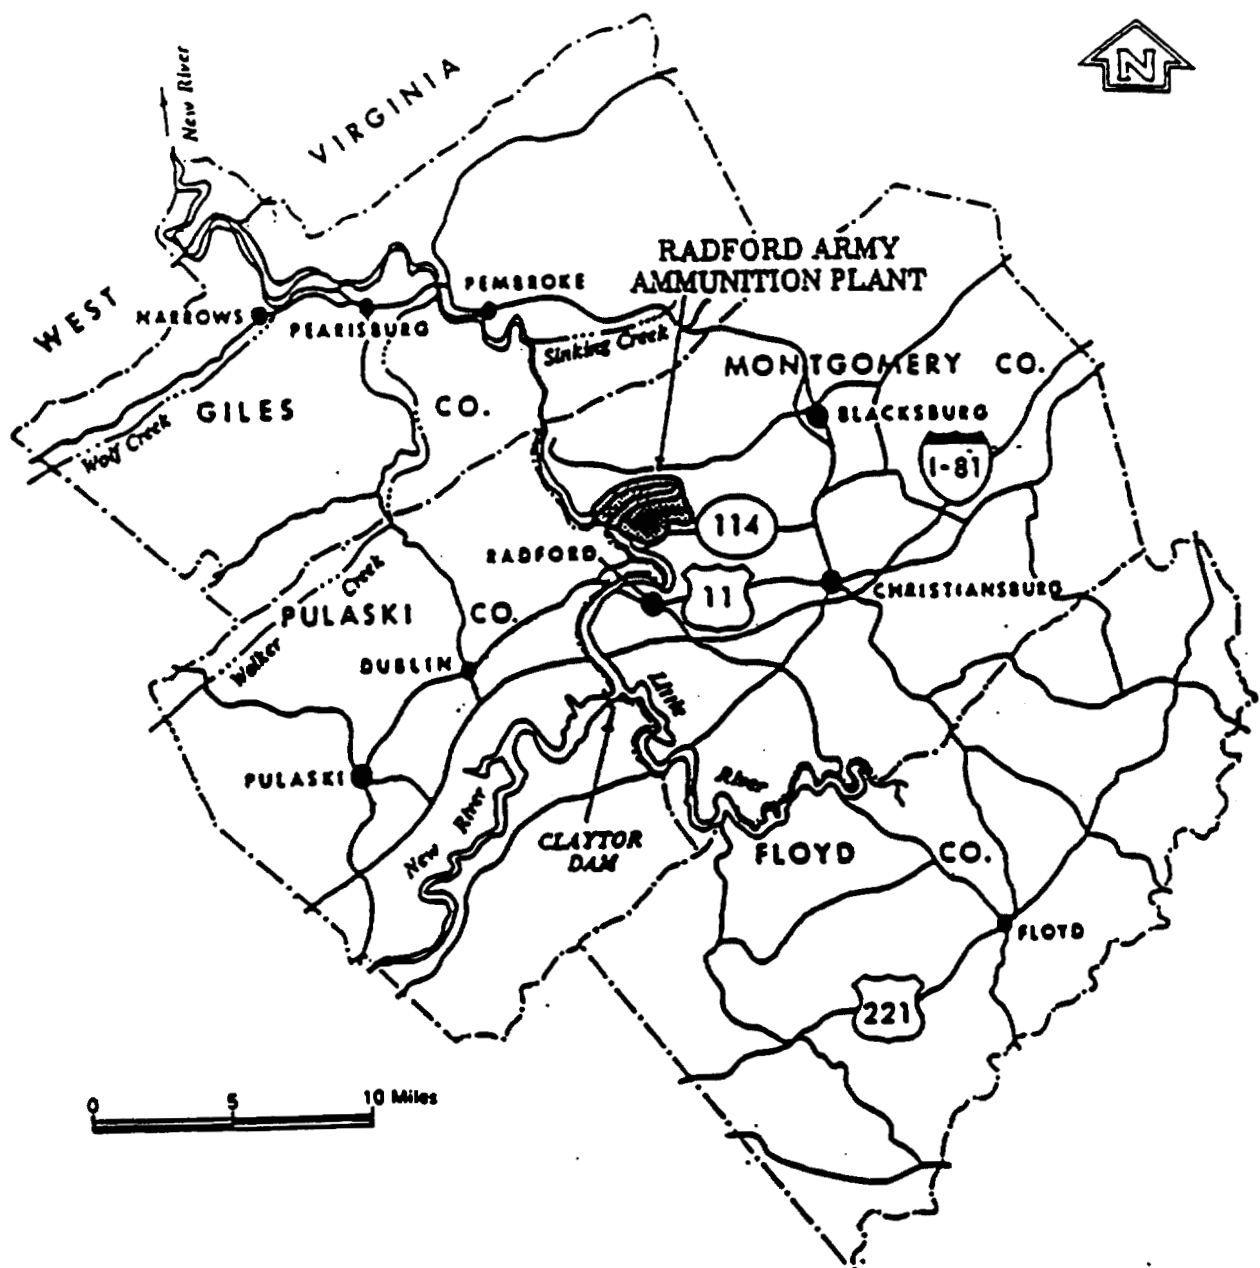 N
New River
VIRGINIA
RADFORD ARMY
AMMUNITION PLANT
WEST
PEMBROKE
NARROWS
PEARISBURG
Sinking Creek
MONTGOMERY CO.
GILES CO.
BLACKSBURG
Wolf Creek
I-81
114
RADFORD
Walker Creek
11
CHRISTIANSBURG
PULASKI CO.
DUBLIN
Little River
PULASKI
New River
CLAYTOR
DAM
FLOYD CO.
FLOYD
221
0 5 10 Miles